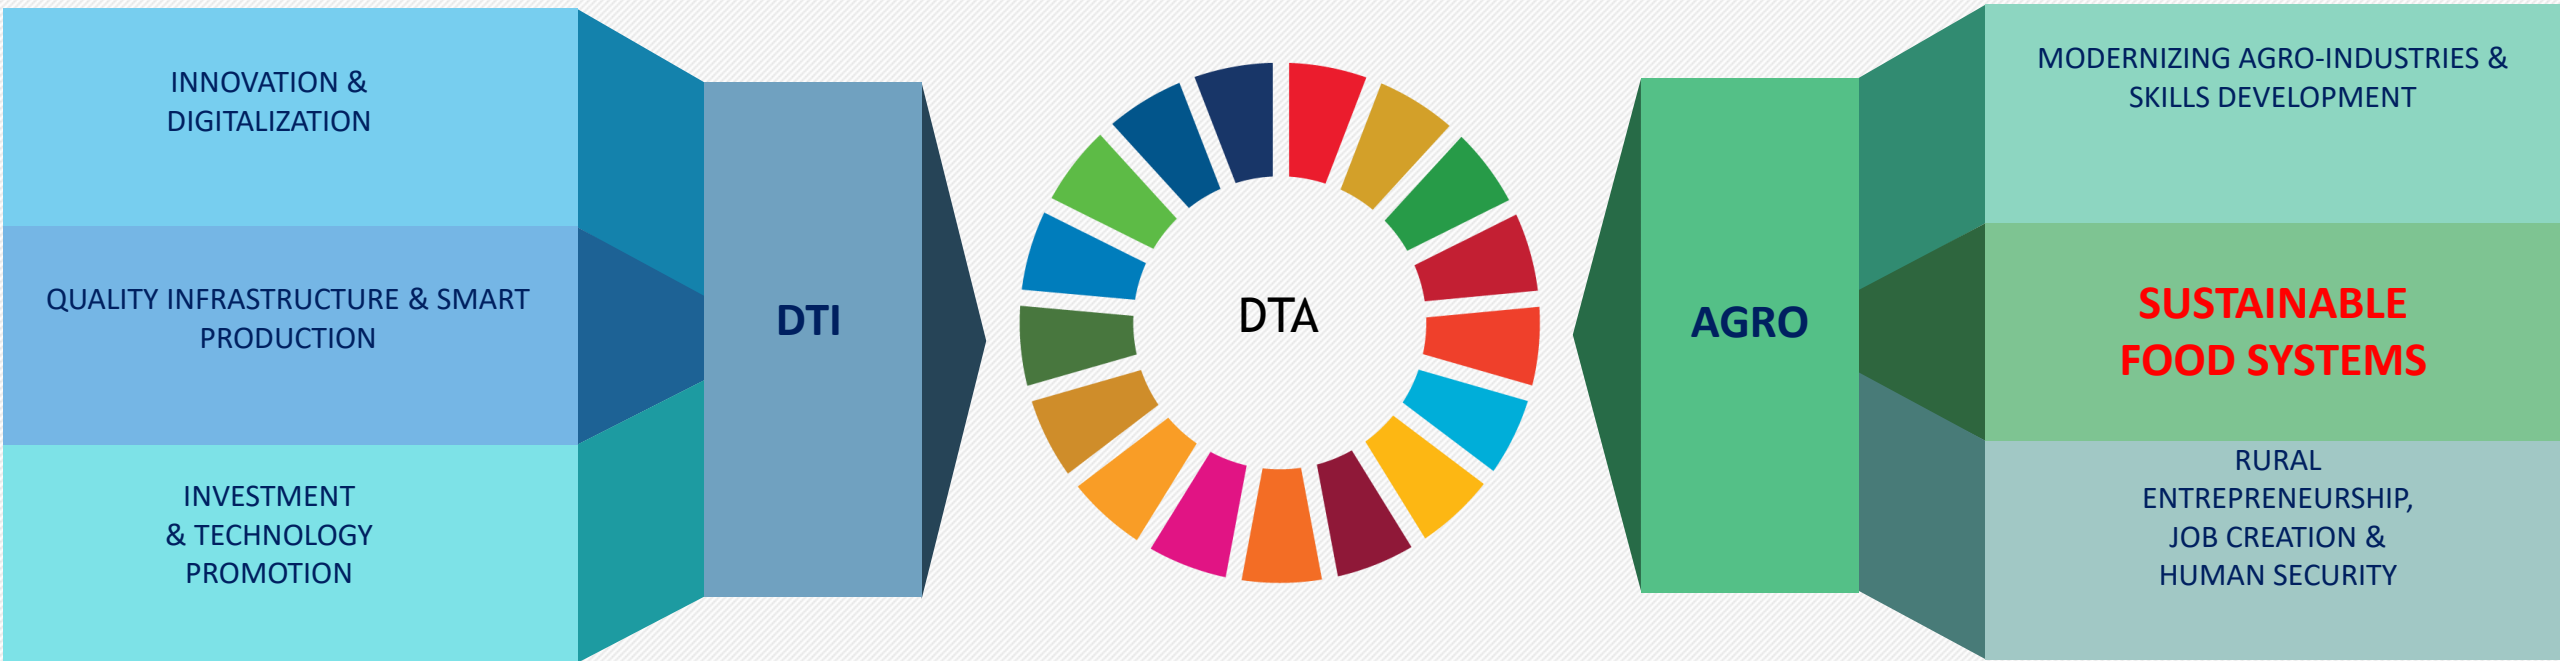 INNOVATION &
DIGITALIZATION
QUALITY INFRASTRUCTURE & SMART
PRODUCTION
INVESTMENT
& TECHNOLOGY
PROMOTION
DTI
DTA
AGRO
MODERNIZING AGRO-INDUSTRIES &
SKILLS DEVELOPMENT
SUSTAINABLE
FOOD SYSTEMS
RURAL
ENTREPRENEURSHIP,
JOB CREATION &
HUMAN SECURITY